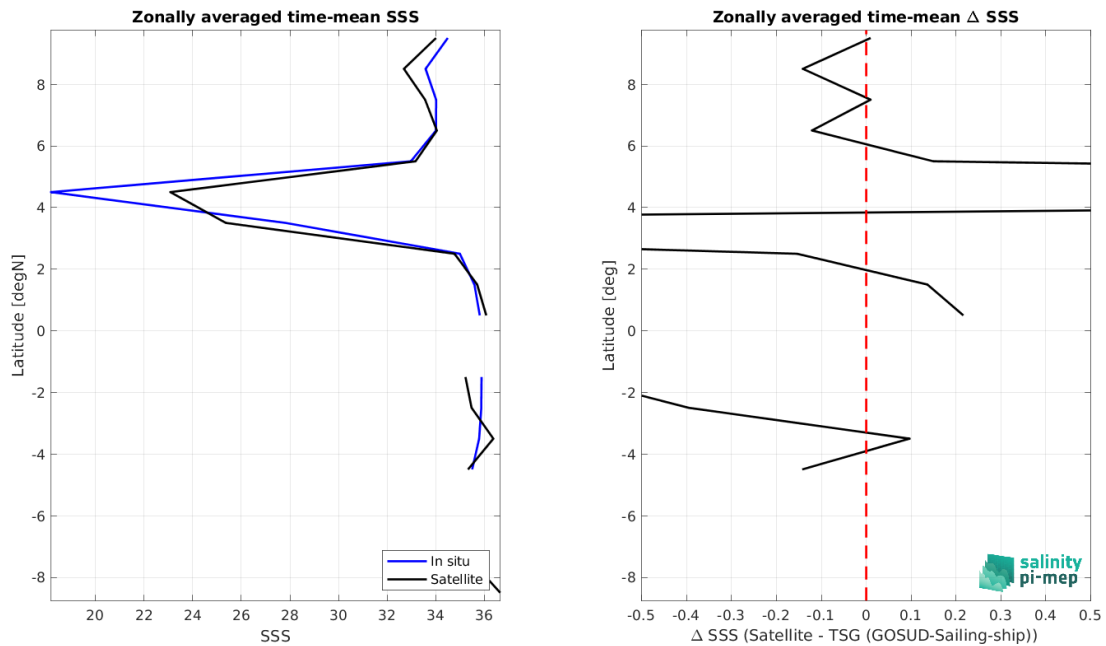 Zonally averaged time-mean SSS
8
6
4
2
0
-2
-4
-6
-8
Latitude [degN]
20 22 24 26 28 30 32 34 36
SSS
In situ
Satellite
Zonally averaged time-mean Δ SSS
8
6
4
2
0
-2
-4
-6
-8
Latitude [deg]
-0.5 -0.4 -0.3 -0.2 -0.1 0 0.1 0.2 0.3 0.4 0.5
Δ SSS (Satellite - TSG (GOSUD-Sailing-ship))
salinity
pi-mep